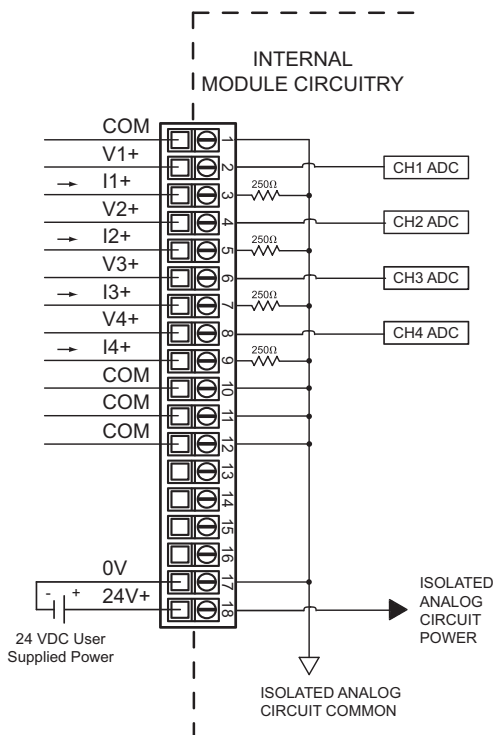 INTERNAL
MODULE CIRCUITRY
COM
1
V1+
2
CH1 ADC
→ I1+
3
250Ω
V2+
4
CH2 ADC
→ I2+
5
250Ω
V3+
6
CH3 ADC
→ I3+
7
250Ω
V4+
8
CH4 ADC
→ I4+
9
250Ω
COM
10
COM
11
COM
12
13
14
15
16
0V
17
- +
24V+
18
24 VDC User
Supplied Power
ISOLATED
ANALOG
CIRCUIT
POWER
ISOLATED ANALOG
CIRCUIT COMMON